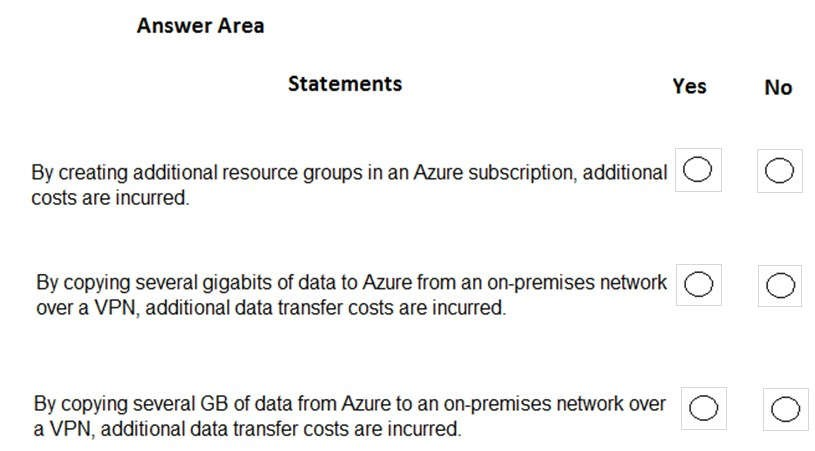 Answer Area
Statements Yes No
By creating additional resource groups in an Azure subscription, additional
costs are incurred.
By copying several gigabits of data to Azure from an on-premises network
over a VPN, additional data transfer costs are incurred.
By copying several GB of data from Azure to an on-premises network over
a VPN, additional data transfer costs are incurred.